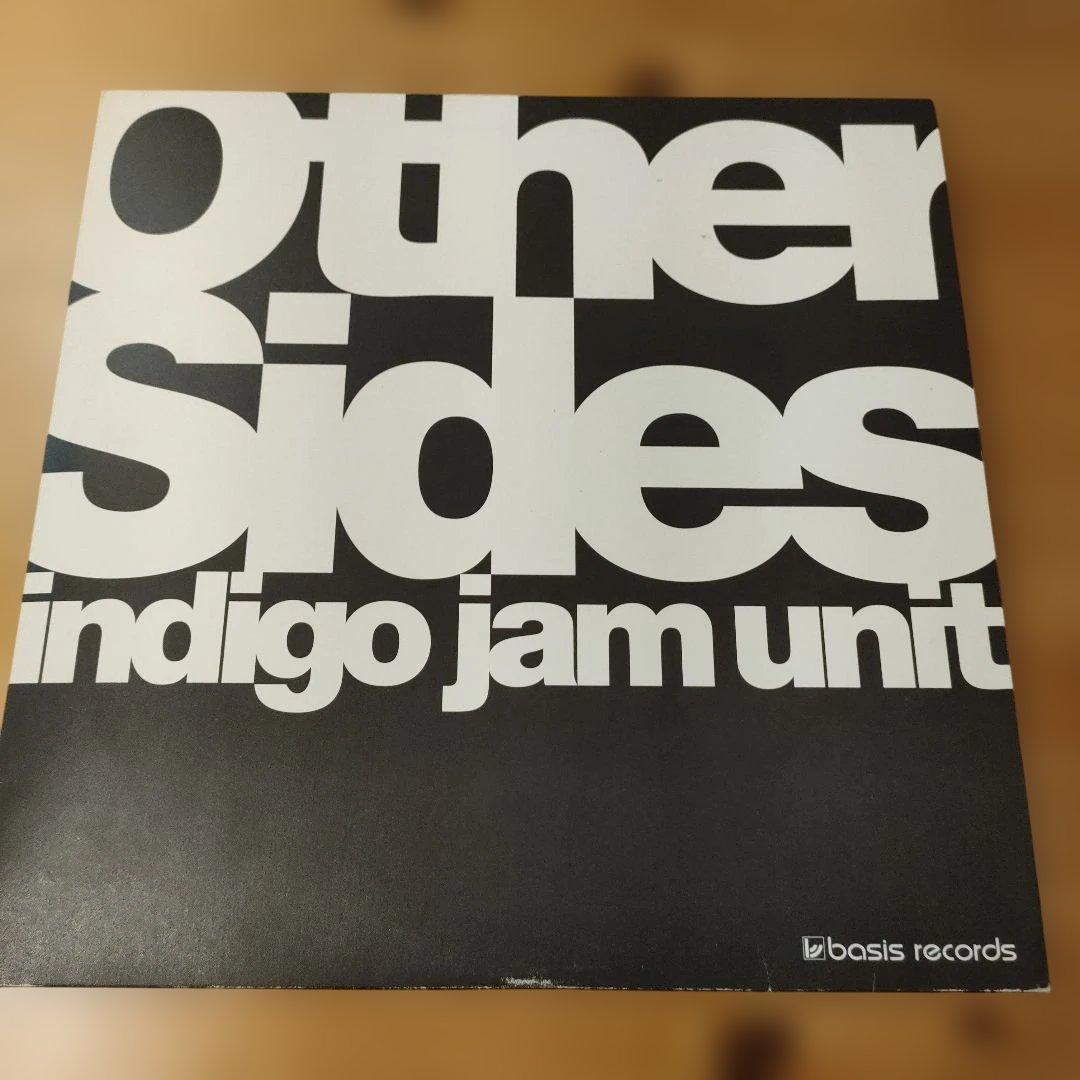 Other
Sides
indigo jam unit
basis records